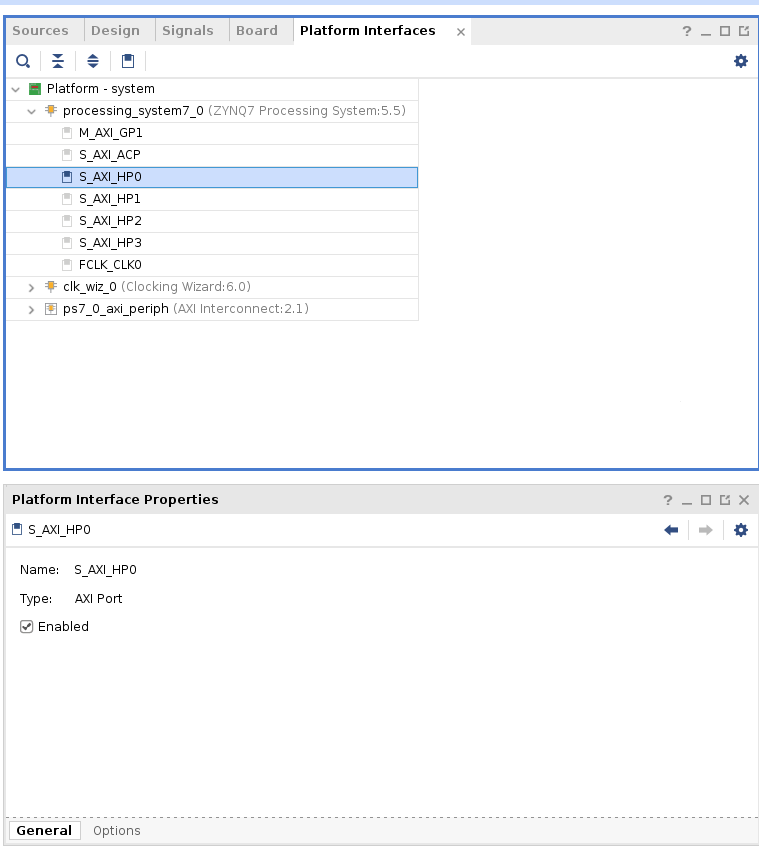 Sources Design Signals Board Platform Interfaces
Platform - system
processing_system7_0 (ZYNQ7 Processing System:5.5)
M_AXI_GP1
S_AXI_ACP
S_AXI_HP0
S_AXI_HP1
S_AXI_HP2
S_AXI_HP3
FCLK_CLK0
clk_wiz_0 (Clocking Wizard:6.0)
ps7_0_axi_periph (AXI Interconnect:2.1)
Platform Interface Properties
S_AXI_HP0
Name: S_AXI_HP0
Type: AXI Port
Enabled
General Options